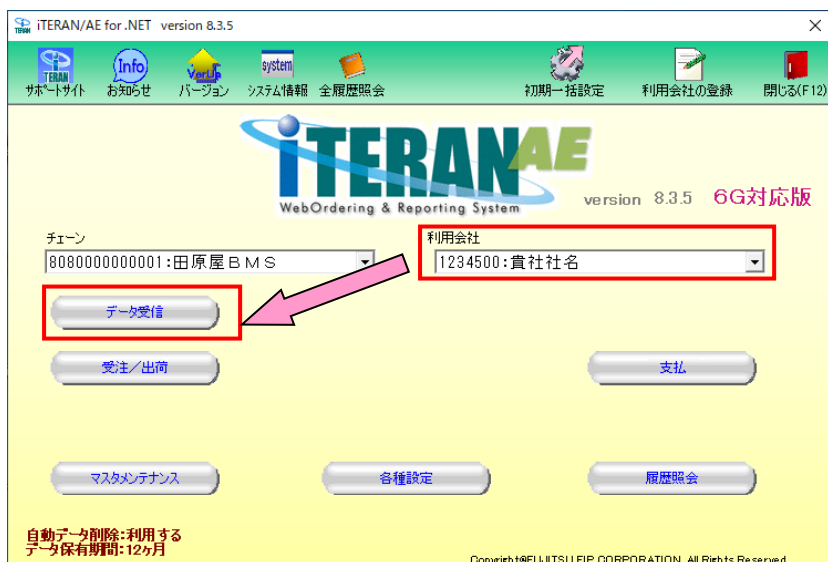 iTERAN/AE for .NET version 8.3.5
TERAN Info VerUp system
サポートサイト お知らせ バージョン システム情報 全履歴照会 初期一括設定 利用会社の登録 閉じる(F12)
iTERAN AE
WebOrdering & Reporting System
version 8.3.5 6G対応版
チェーン 利用会社
8080000000001:田原屋BMS 1234500:貴社社名
データ受信
受注/出荷 支払
マスタメンテナンス 各種設定 履歴照会
自動データ削除:利用する
データ保有期間:12ヶ月
Copyright@FUJITSU FIP CORPORATION, All Rights Reserved